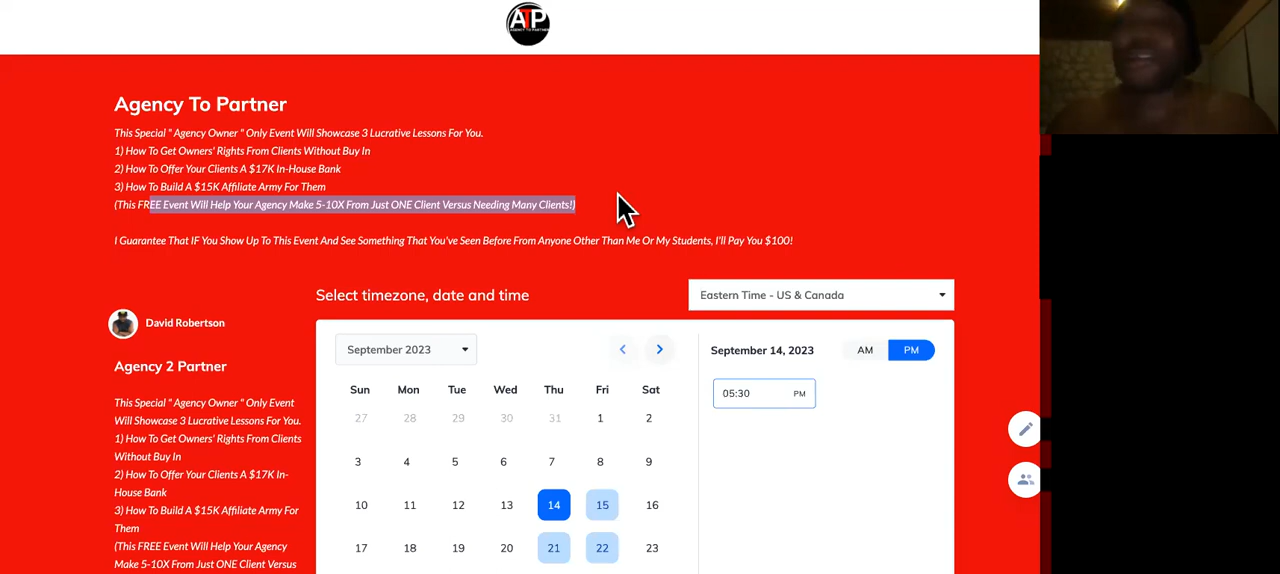 ATP
AGENCY TO PARTNER
Agency To Partner
This Special " Agency Owner " Only Event Will Showcase 3 Lucrative Lessons For You.
1) How To Get Owners' Rights From Clients Without Buy In
2) How To Offer Your Clients A $17K In-House Bank
3) How To Build A $15K Affiliate Army For Them
(This FREE Event Will Help Your Agency Make 5-10X From Just ONE Client Versus Needing Many Clients!)
I Guarantee That IF You Show Up To This Event And See Something That You've Seen Before From Anyone Other Than Me Or My Students, I'll Pay You $100!
Select timezone, date and time
Eastern Time - US & Canada
David Robertson
Agency 2 Partner
This Special " Agency Owner " Only Event
Will Showcase 3 Lucrative Lessons For You.
1) How To Get Owners' Rights From Clients
Without Buy In
2) How To Offer Your Clients A $17K In-
House Bank
3) How To Build A $15K Affiliate Army For
Them
(This FREE Event Will Help Your Agency
Make 5-10X From Just ONE Client Versus
September 2023
Sun Mon Tue Wed Thu Fri Sat
27 28 29 30 31 1 2
3 4 5 6 7 8 9
10 11 12 13 14 15 16
17 18 19 20 21 22 23
September 14, 2023
AM PM
05:30 PM